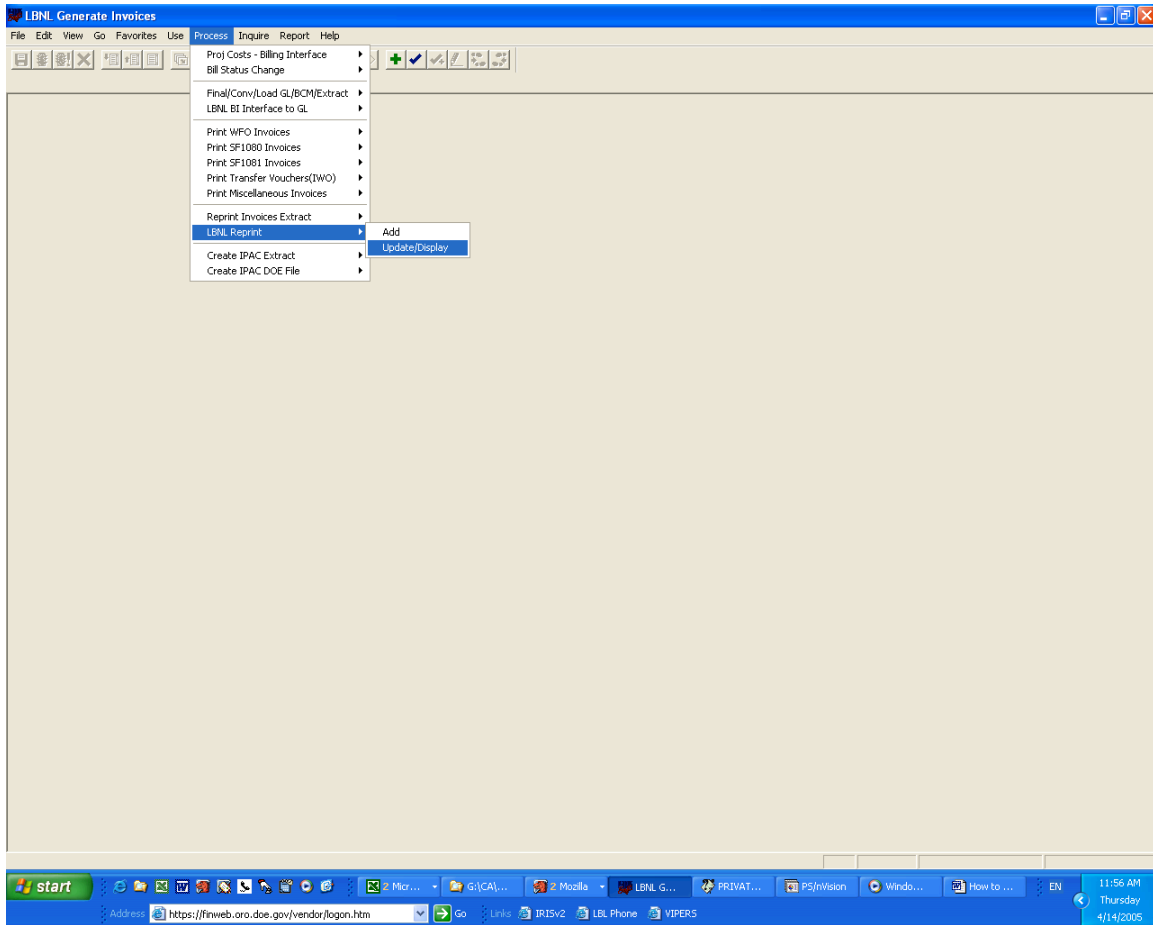 LBNL Generate Invoices
File Edit View Go Favorites Use Process Inquire Report Help
Proj Costs - Billing Interface
Bill Status Change
Final/Conv/Load GL/BCM/Extract
LBNL BI Interface to GL
Print WFO Invoices
Print SF1080 Invoices
Print SF1081 Invoices
Print Transfer Vouchers(IWO)
Print Miscellaneous Invoices
Reprint Invoices Extract
LBNL Reprint
Add
Update/Display
Create IPAC Extract
Create IPAC DOE File
start 2 Micr... G:\CA\... 2 Mozilla LBNL G... PRIVAT... PS/nVision Windo... How to ... EN 11:56 AM
Address https://finweb.oro.doe.gov/vendor/logon.htm Go Links IRISv2 LBL Phone VIPERS Thursday
4/14/2005